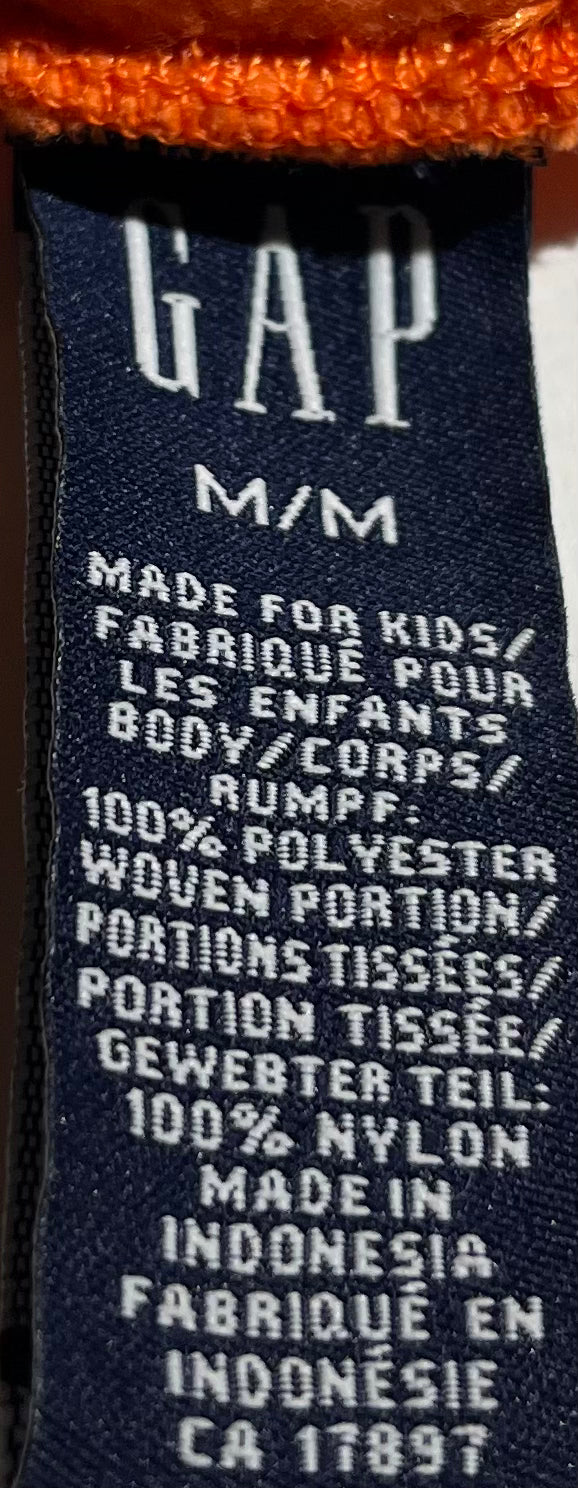 GAP
M/M
MADE FOR KIDS/
FABRIQUÉ POUR
LES ENFANTS
BODY/CORPS/
RUMPF:
100% POLYESTER
WOVEN PORTION/
PORTIONS TISSÉES/
PORTION TISSÉE/
GEWEBTER TEIL:
100% NYLON
MADE IN
INDONESIA
FABRIQUÉ EN
INDONÉSIE
CA 17897